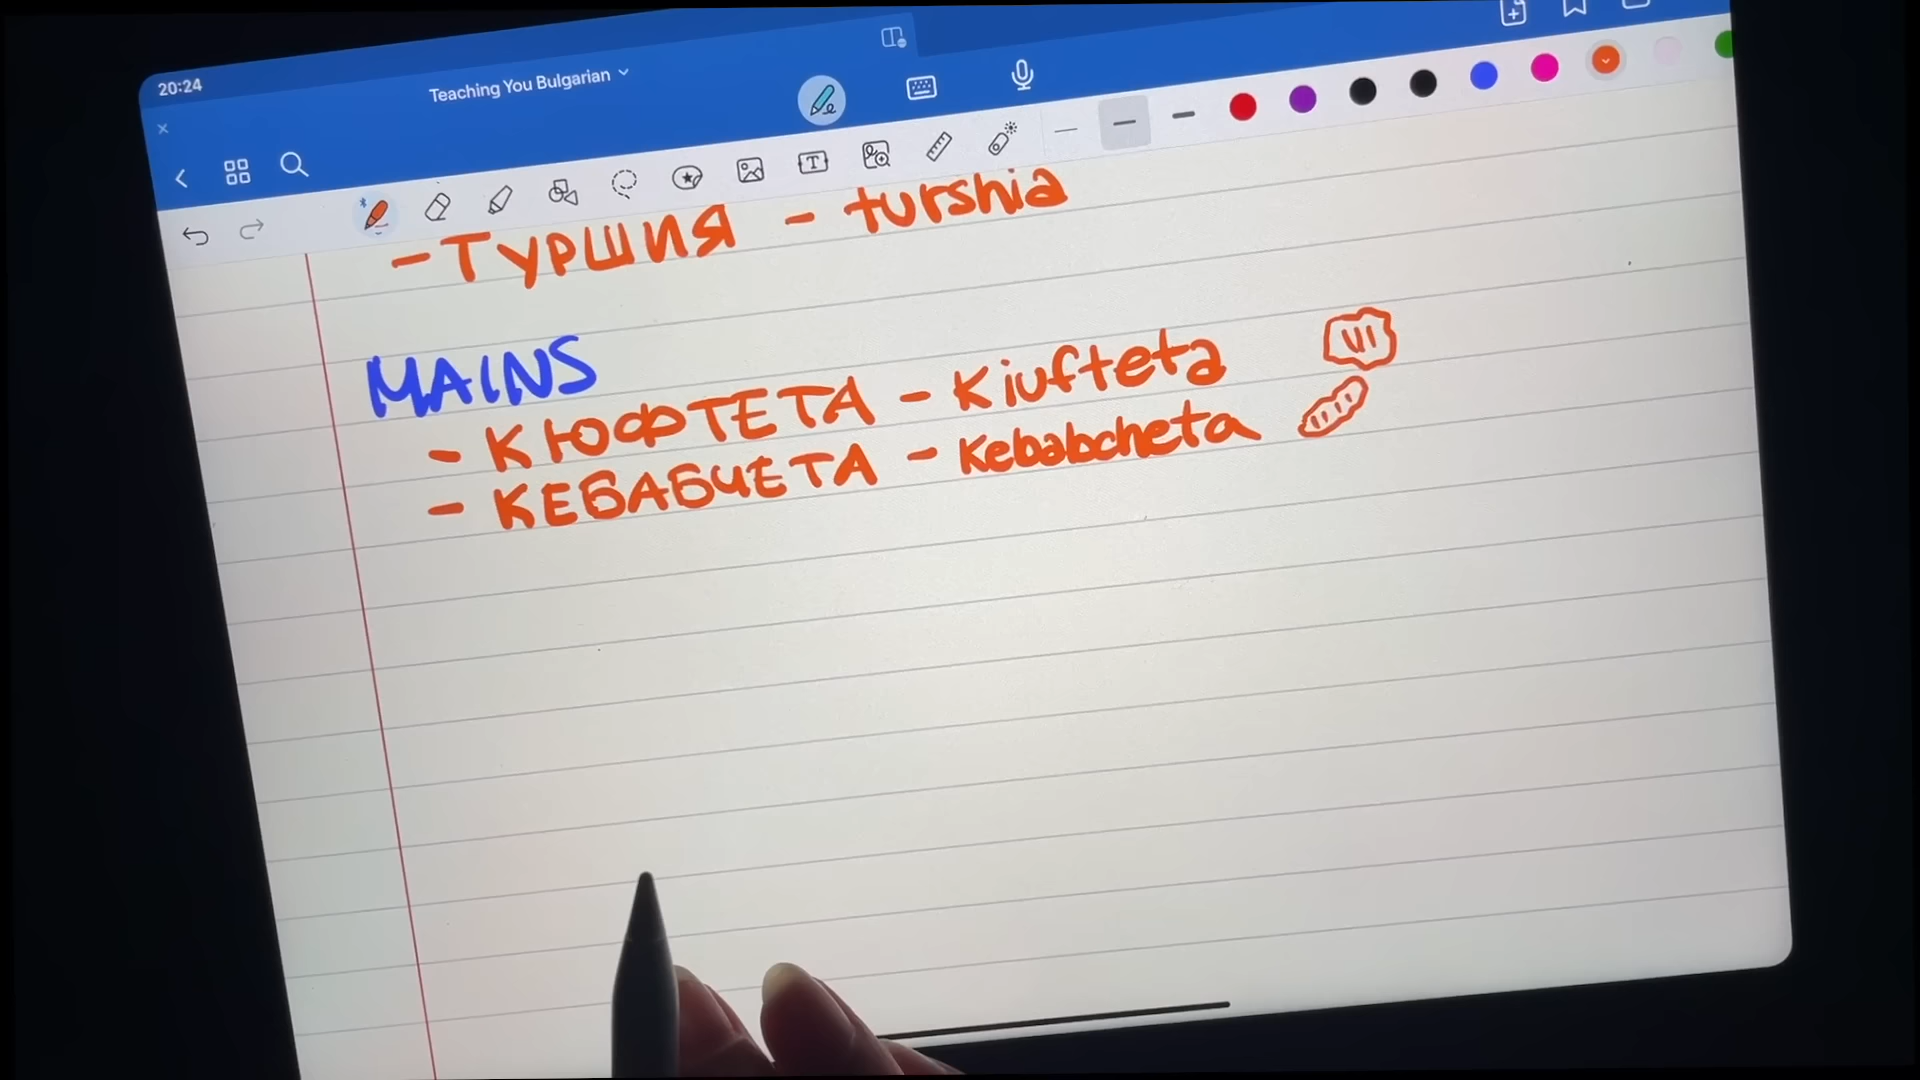 20:24
Teaching You Bulgarian
T
- ТУРШИЯ - turshia
MAINS
- КЮФТЕТА - Kiufteta
- КЕБАБЧЕТА - Kebabcheta